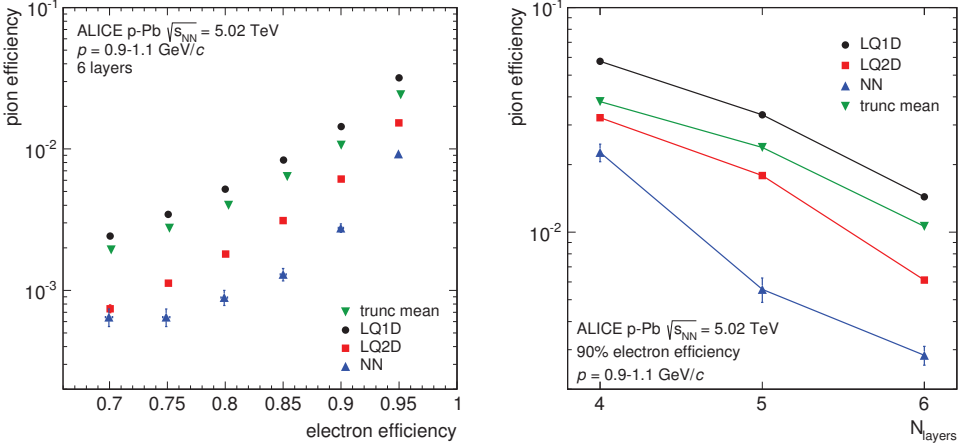 pion efficiency
10⁻¹
10⁻²
10⁻³
ALICE p-Pb √s_NN = 5.02 TeV
p = 0.9-1.1 GeV/c
6 layers
trunc mean
LQ1D
LQ2D
NN
0.7 0.75 0.8 0.85 0.9 0.95 1
electron efficiency
pion efficiency
10⁻¹
10⁻²
LQ1D
LQ2D
NN
trunc mean
ALICE p-Pb √s_NN = 5.02 TeV
90% electron efficiency
p = 0.9-1.1 GeV/c
4 5 6
N_layers